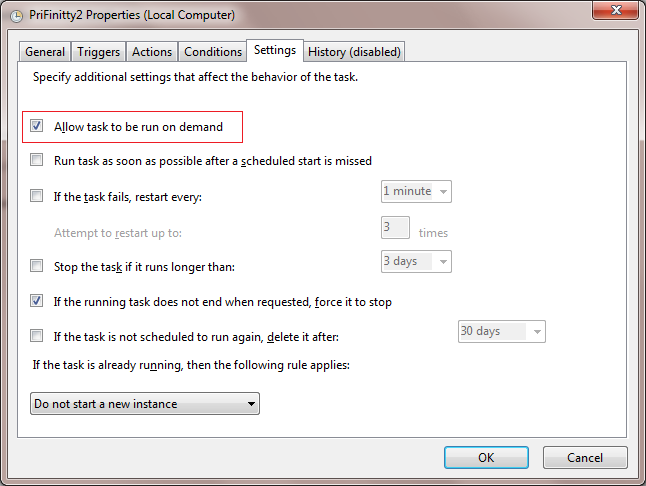 PriFinitty2 Properties (Local Computer)
General Triggers Actions Conditions Settings History (disabled)
Specify additional settings that affect the behavior of the task.
Allow task to be run on demand
Run task as soon as possible after a scheduled start is missed
If the task fails, restart every: 1 minute
Attempt to restart up to: 3 times
Stop the task if it runs longer than: 3 days
If the running task does not end when requested, force it to stop
If the task is not scheduled to run again, delete it after: 30 days
If the task is already running, then the following rule applies:
Do not start a new instance
OK Cancel